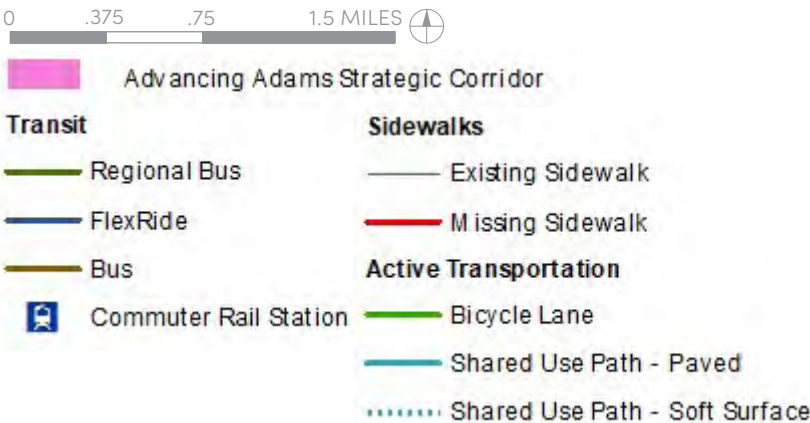 0 .375 .75 1.5 MILES
Advancing Adams Strategic Corridor
Transit
Regional Bus
FlexRide
Bus
Commuter Rail Station
Sidewalks
Existing Sidewalk
Missing Sidewalk
Active Transportation
Bicycle Lane
Shared Use Path - Paved
Shared Use Path - Soft Surface